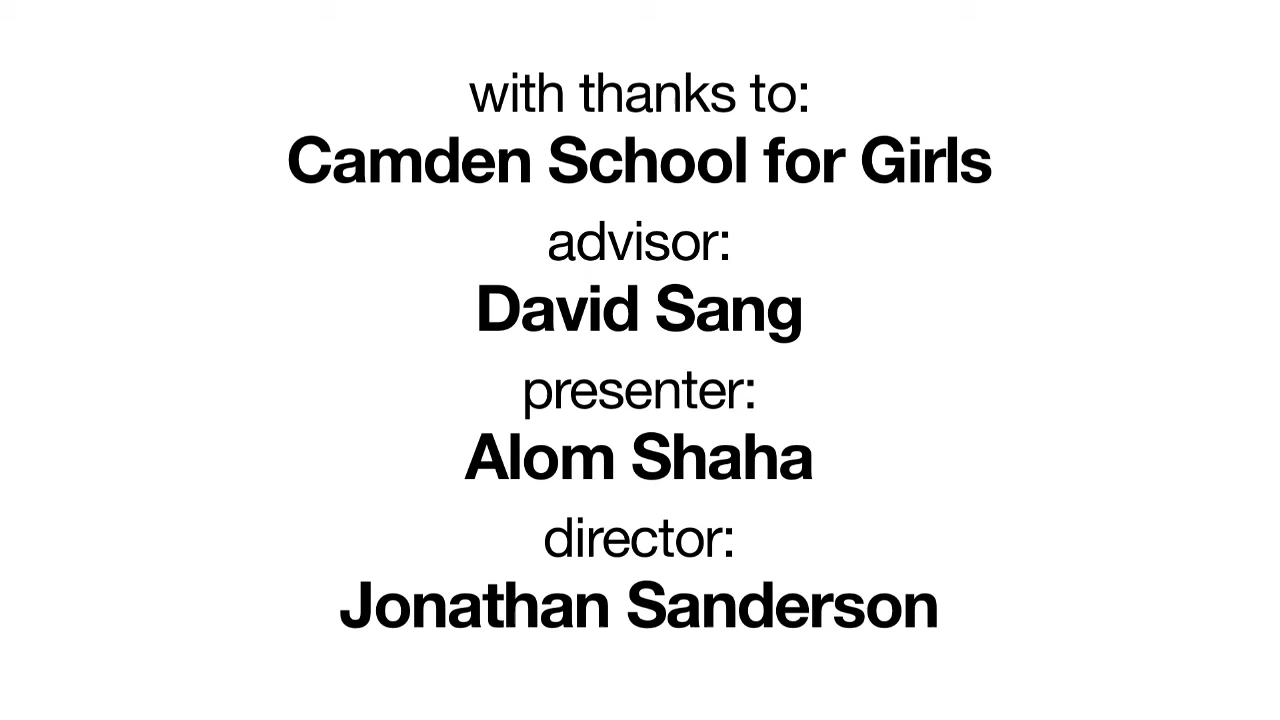 with thanks to:
Camden School for Girls
advisor:
David Sang
presenter:
Alom Shaha
director:
Jonathan Sanderson